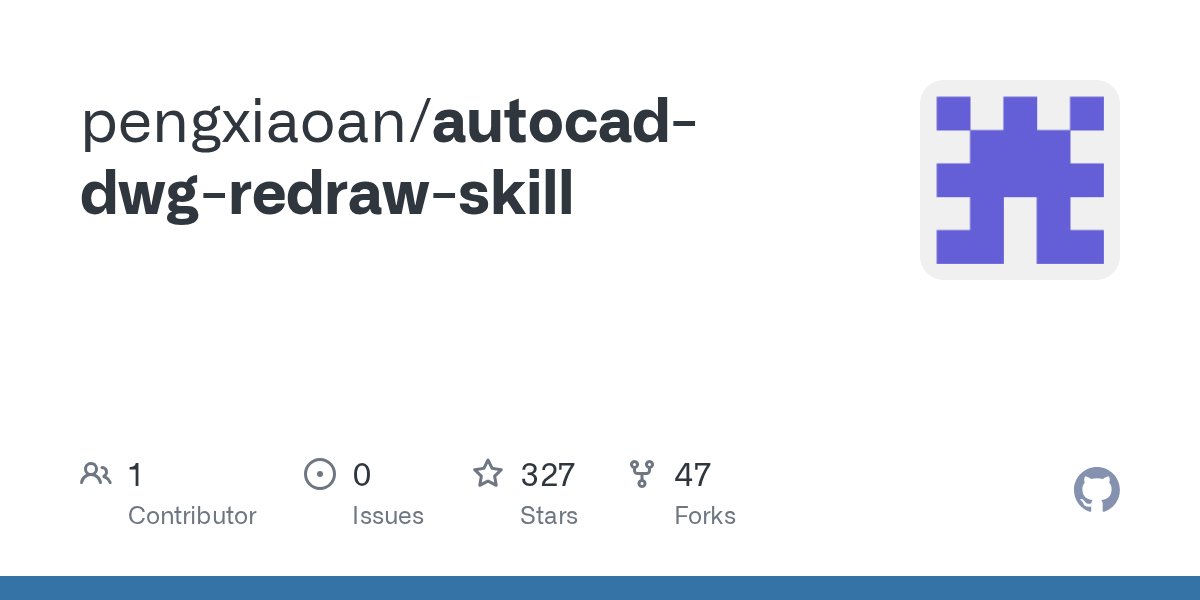 pengxiaoan/autocad-
dwg-redraw-skill
1
Contributor
0
Issues
327
Stars
47
Forks